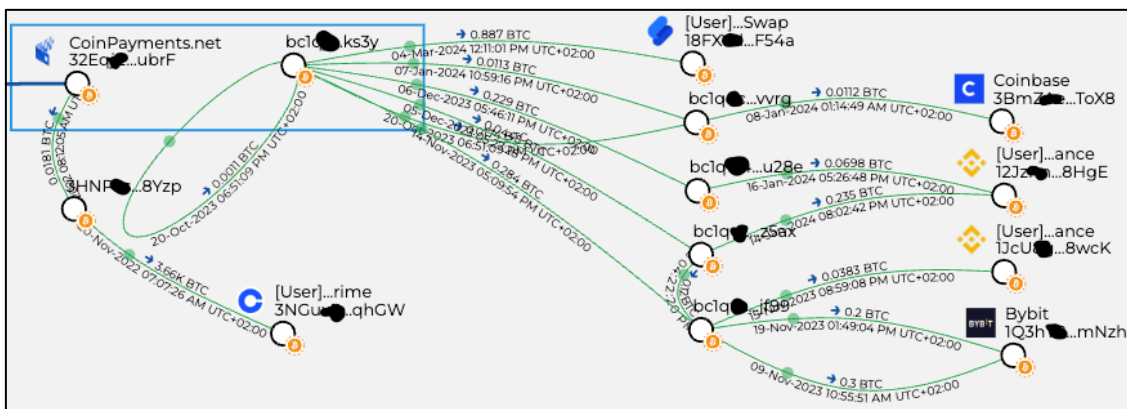 CoinPayments.net
32Eq...ubrF
bc1q...ks3y
[User]...Swap
18FX...F54a
0.887 BTC
04-Mar-2024 12:11:01 PM UTC+02:00
0.0113 BTC
07-Jan-2024 10:59:16 PM UTC+02:00
0.229 BTC
06-Dec-2023 05:46:11 PM UTC+02:00
0.284 BTC
14-Nov-2023 05:09:54 PM UTC+02:00
0.0011 BTC
20-Oct-2023 06:51:09 PM UTC+02:00
bc1q...vvrg
0.0112 BTC
08-Jan-2024 01:14:49 AM UTC+02:00
Coinbase
3BmZ...ToX8
bc1q...u28e
0.0698 BTC
16-Jan-2024 05:26:48 PM UTC+02:00
[User]...ance
12Jz...8HgE
bc1q...z5ax
0.235 BTC
2024 08:02:42 PM UTC+02:00
[User]...ance
1JcU8...8wcK
bc1q...jf99
0.0383 BTC
2023 08:59:08 PM UTC+02:00
0.2 BTC
19-Nov-2023 01:49:04 PM UTC+02:00
BYBIT
Bybit
1Q3h...mNzh
0.3 BTC
09-Nov-2023 10:55:51 AM UTC+02:00
0.0181 BTC
3HNP...8Yzp
3.66K BTC
Nov-2022 07:07:26 AM UTC+02:00
[User]...rime
3NGu...qhGW